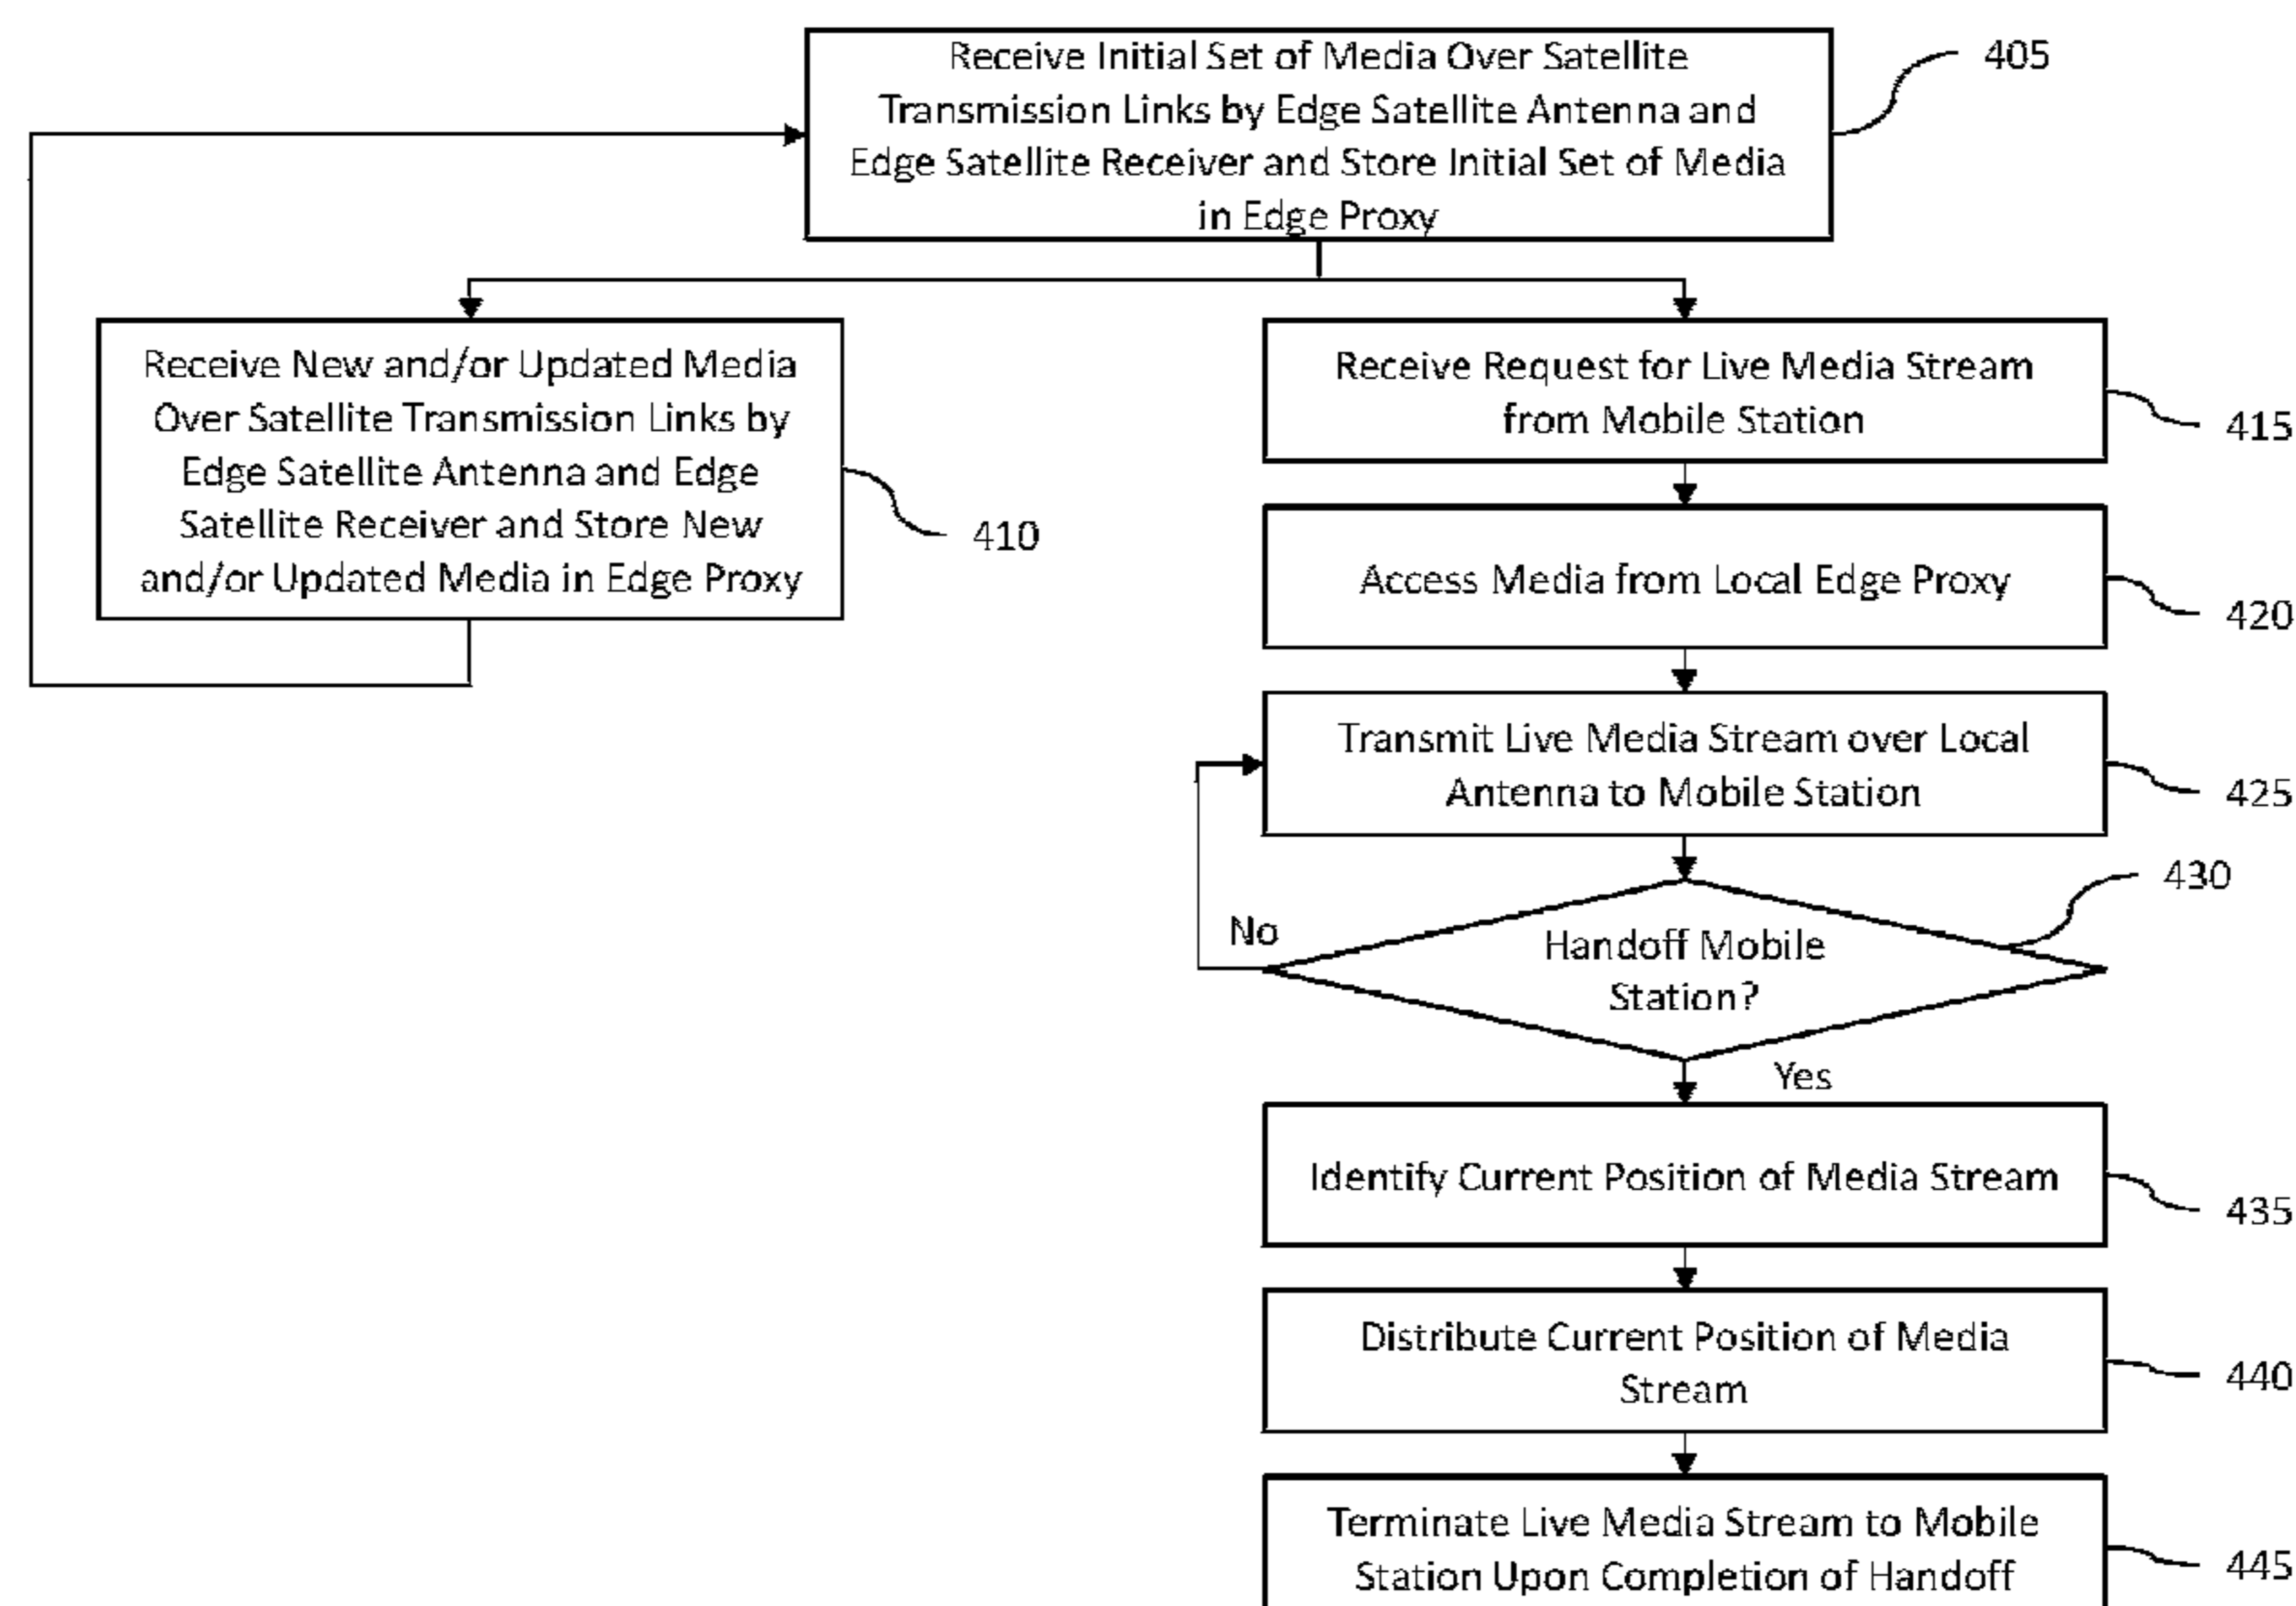 Receive Initial Set of Media Over Satellite
Transmission Links by Edge Satellite Antenna and
Edge Satellite Receiver and Store Initial Set of Media
in Edge Proxy
405
Receive New and/or Updated Media
Over Satellite Transmission Links by
Edge Satellite Antenna and Edge
Satellite Receiver and Store New
and/or Updated Media in Edge Proxy
410
Receive Request for Live Media Stream
from Mobile Station
415
Access Media from Local Edge Proxy
420
Transmit Live Media Stream over Local
Antenna to Mobile Station
425
430
No
Handoff Mobile
Station?
Yes
Identify Current Position of Media Stream
435
Distribute Current Position of Media
Stream
440
Terminate Live Media Stream to Mobile
Station Upon Completion of Handoff
445